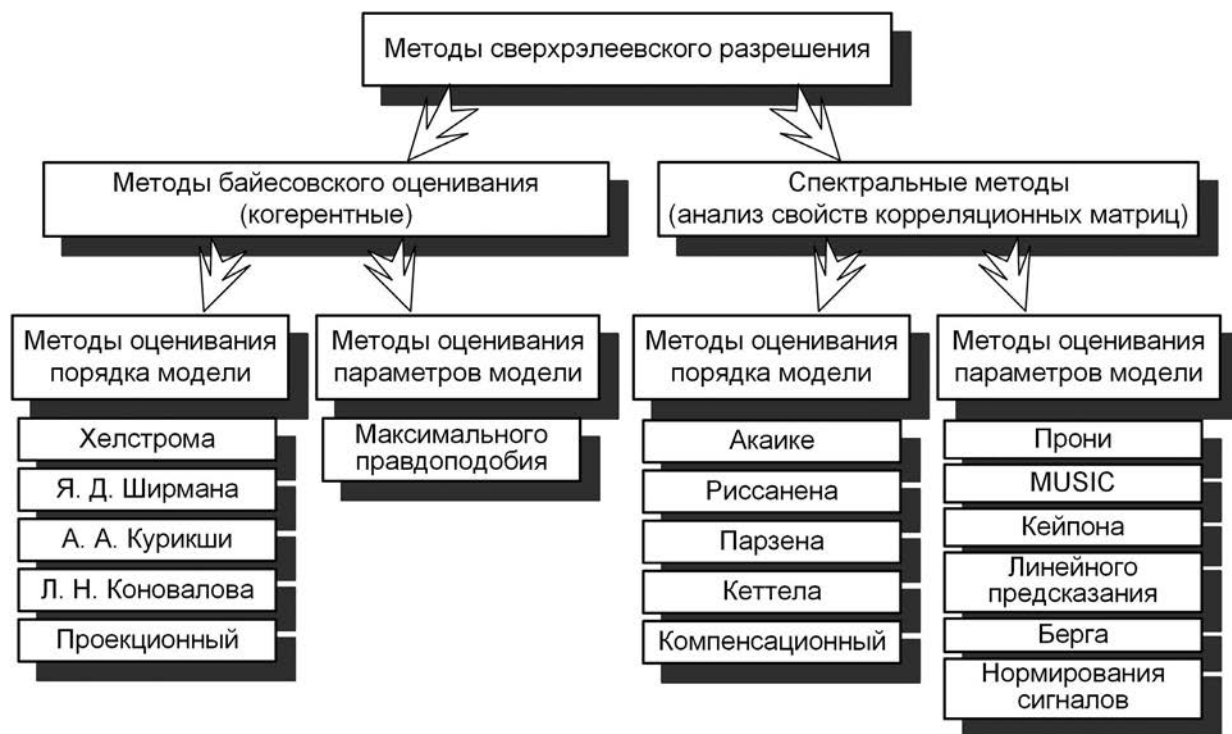 Методы сверхрэлеевского разрешения
Методы байесовского оценивания
(когерентные)
Спектральные методы
(анализ свойств корреляционных матриц)
Методы оценивания
порядка модели
Хелстрома
Я. Д. Ширмана
А. А. Курикши
Л. Н. Коновалова
Проекционный
Методы оценивания
параметров модели
Максимального
правдоподобия
Методы оценивания
порядка модели
Акаике
Риссанена
Парзена
Кеттела
Компенсационный
Методы оценивания
параметров модели
Прони
MUSIC
Кейпона
Линейного
предсказания
Берга
Нормирования
сигналов